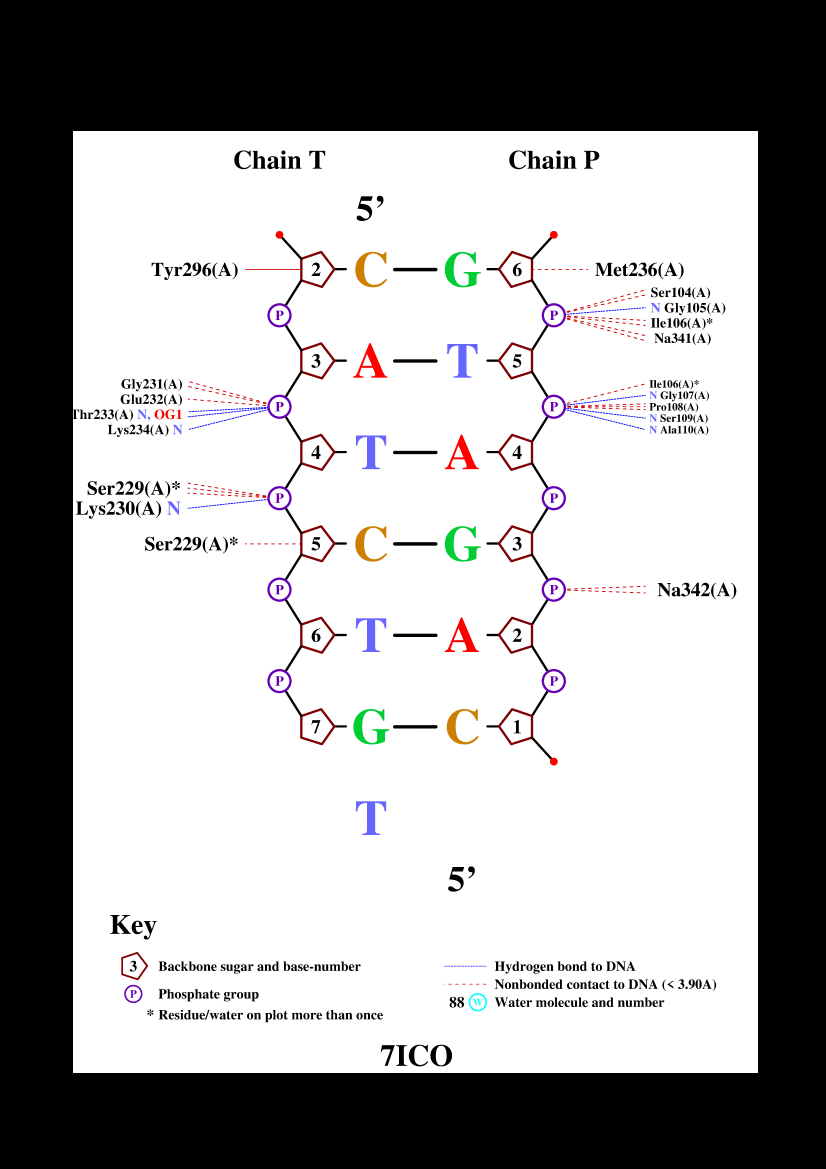 Chain T Chain P
5’
Tyr296(A) 2 C G 6 Met236(A)
Ser104(A)
P P N Gly105(A)
Ile106(A)*
Na341(A)
3 A T 5
Gly231(A) Ile106(A)*
Glu232(A) N Gly107(A)
P P Pro108(A)
Thr233(A) N, OG1 N Ser109(A)
Lys234(A) N N Ala110(A)
4 T A 4
Ser229(A)*
P P
Lys230(A) N
Ser229(A)* 5 C G 3
P P Na342(A)
6 T A 2
P P
7 G C 1
T
5’
Key
3 Backbone sugar and base-number Hydrogen bond to DNA
Nonbonded contact to DNA (< 3.90A)
P Phosphate group 88 W Water molecule and number
* Residue/water on plot more than once
7ICO